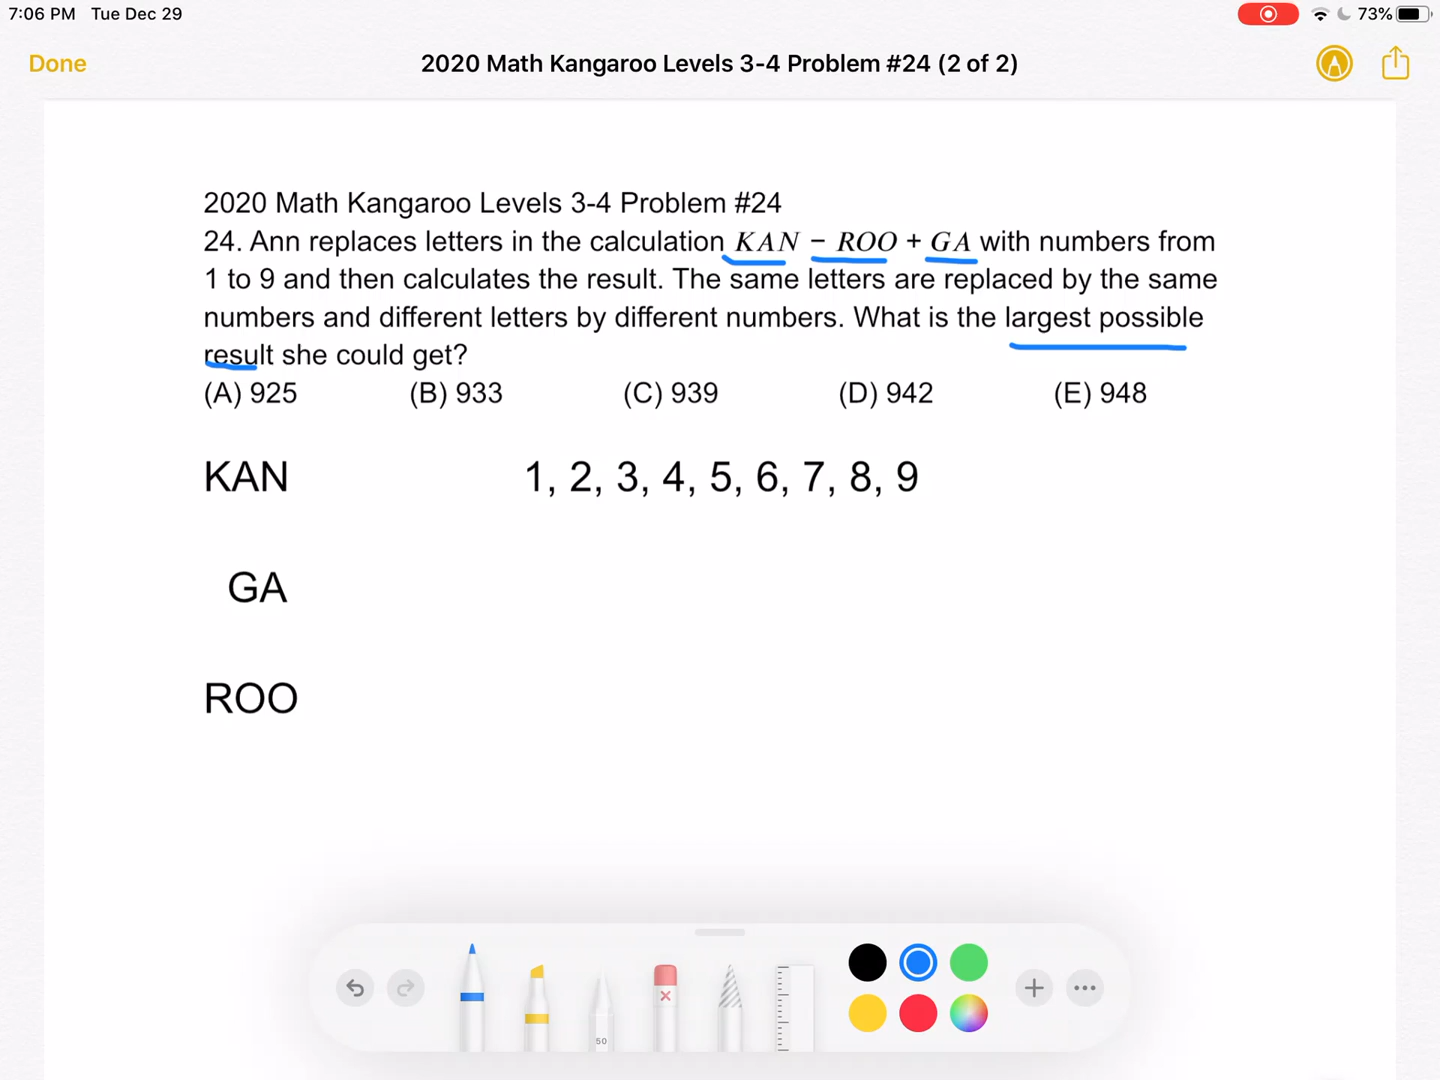 7:06 PM Tue Dec 29
73%
Done
2020 Math Kangaroo Levels 3-4 Problem #24 (2 of 2)
2020 Math Kangaroo Levels 3-4 Problem #24
24. Ann replaces letters in the calculation KAN − ROO + GA with numbers from
1 to 9 and then calculates the result. The same letters are replaced by the same
numbers and different letters by different numbers. What is the largest possible
result she could get?
(A) 925 (B) 933 (C) 939 (D) 942 (E) 948
KAN 1, 2, 3, 4, 5, 6, 7, 8, 9
GA
ROO
50